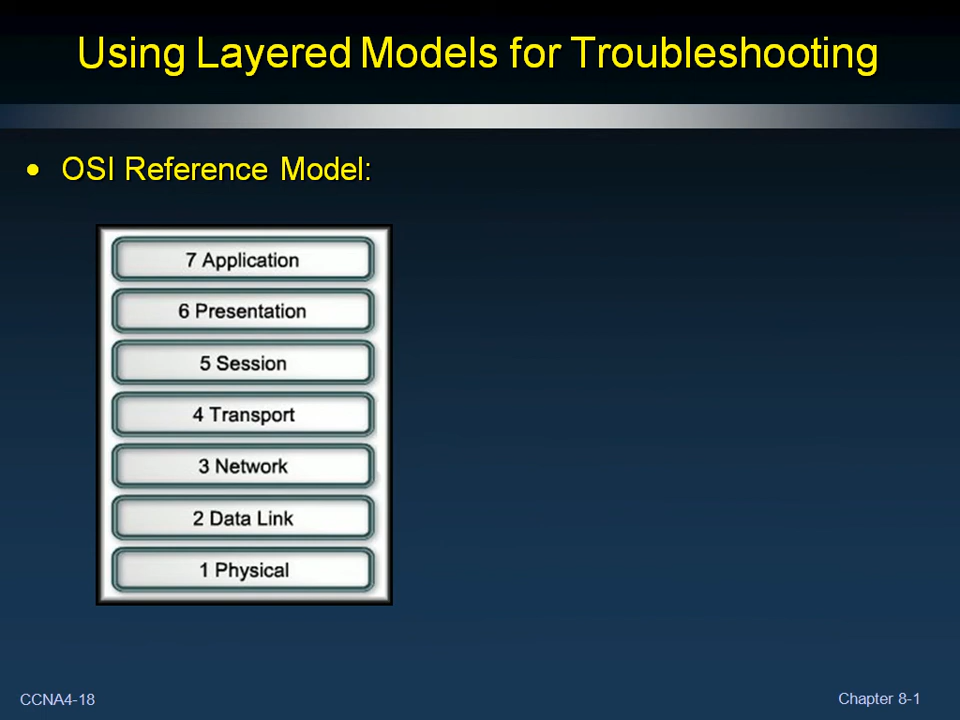 Using Layered Models for Troubleshooting
• OSI Reference Model:
7 Application
6 Presentation
5 Session
4 Transport
3 Network
2 Data Link
1 Physical
CCNA4-18
Chapter 8-1